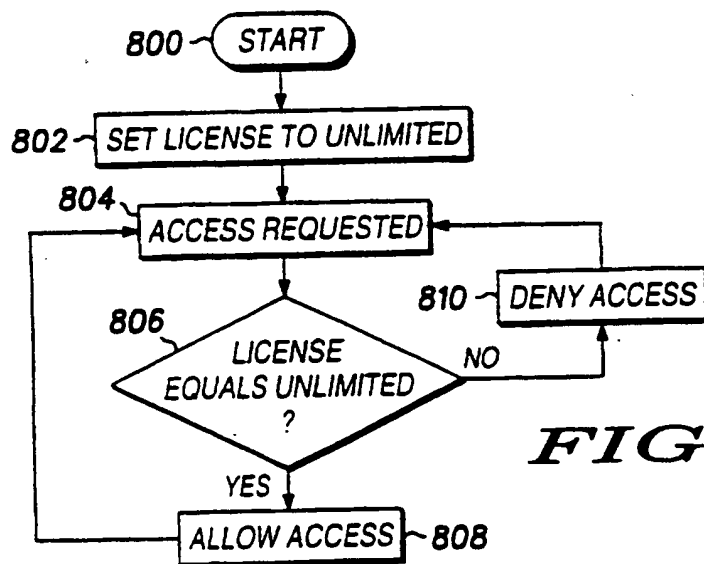 800
START
802
SET LICENSE TO UNLIMITED
804
ACCESS REQUESTED
810
DENY ACCESS
806
LICENSE
EQUALS UNLIMITED
?
NO
FIG
YES
ALLOW ACCESS
808